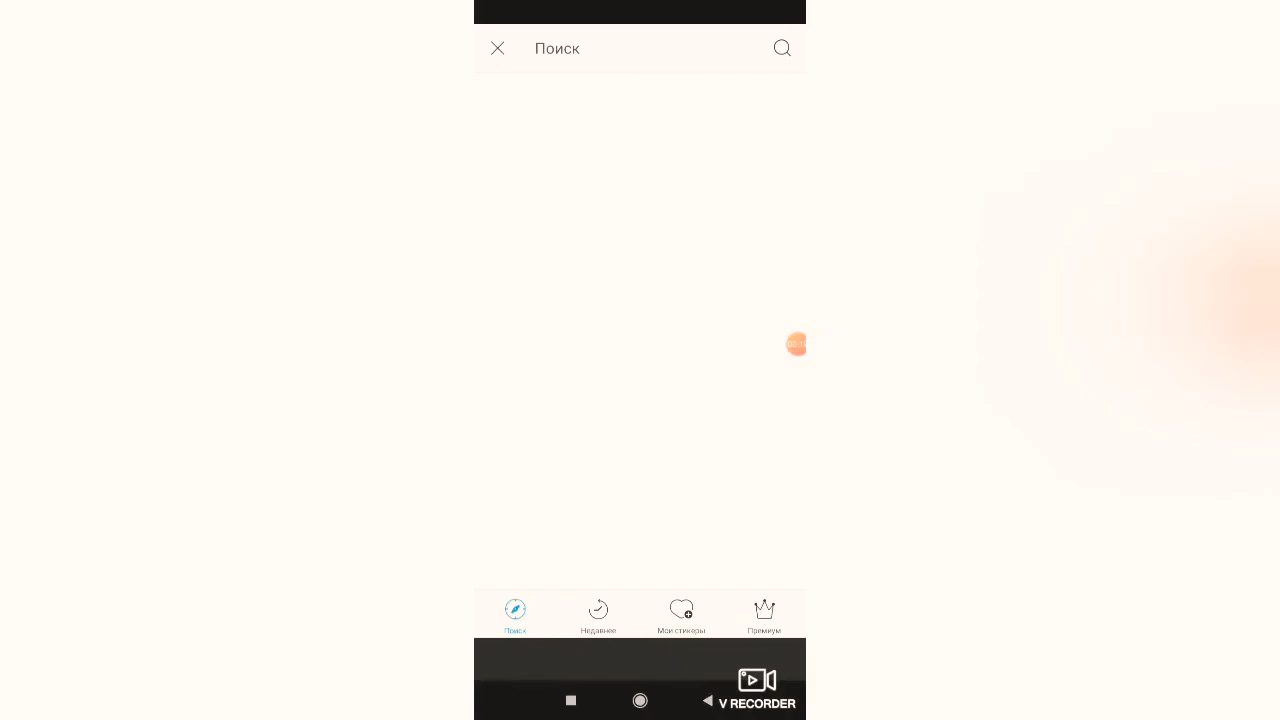 Поиск
Поиск
Недавнее
Мои стикеры
Премиум
V RECORDER